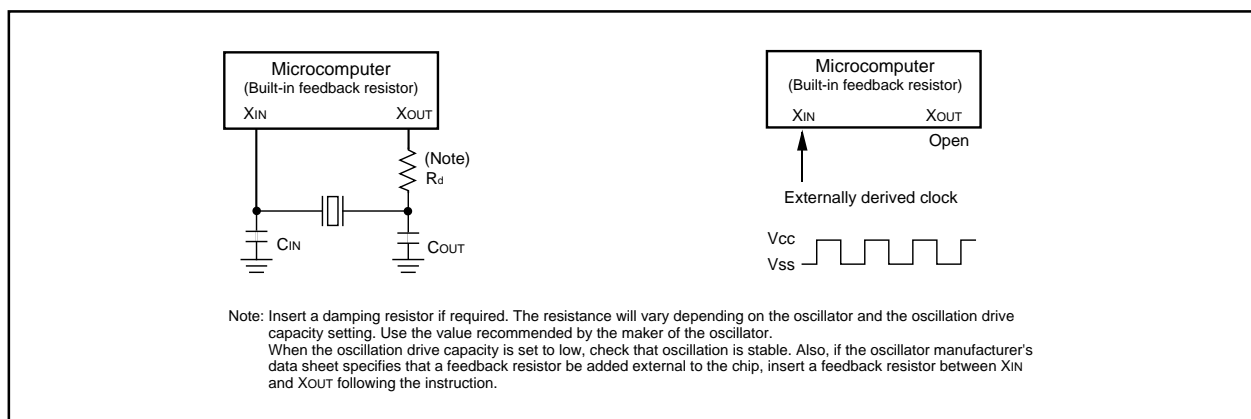 Microcomputer
(Built-in feedback resistor)
XIN XOUT
(Note)
Rd
CIN
COUT
Microcomputer
(Built-in feedback resistor)
XIN XOUT
Open
Externally derived clock
Vcc
Vss
Note: Insert a damping resistor if required. The resistance will vary depending on the oscillator and the oscillation drive
capacity setting. Use the value recommended by the maker of the oscillator.
When the oscillation drive capacity is set to low, check that oscillation is stable. Also, if the oscillator manufacturer's
data sheet specifies that a feedback resistor be added external to the chip, insert a feedback resistor between XIN
and XOUT following the instruction.